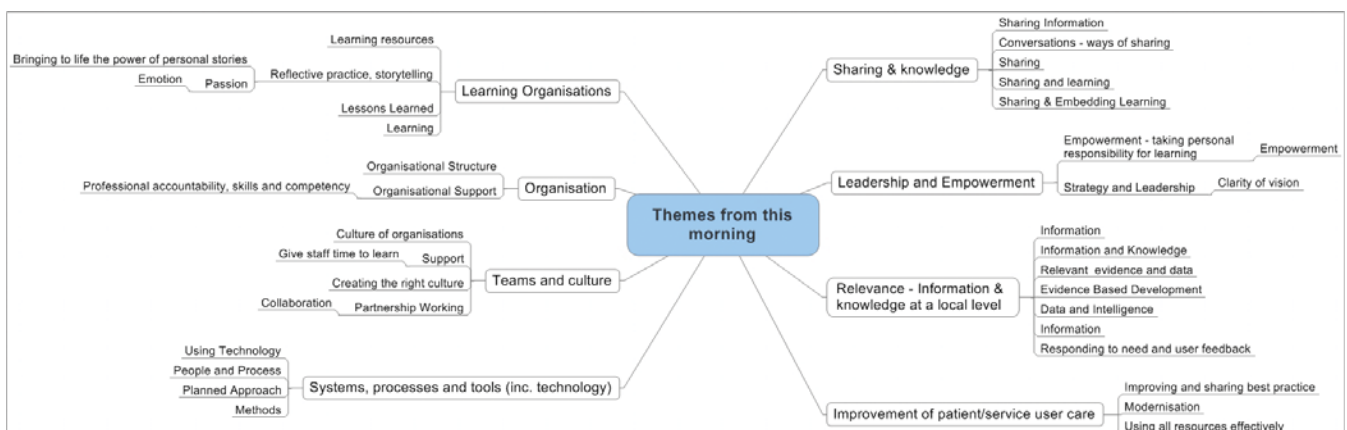 Themes from this
morning
Learning Organisations
Learning resources
Reflective practice, storytelling
Bringing to life the power of personal stories
Passion
Emotion
Lessons Learned
Learning
Organisation
Organisational Structure
Organisational Support
Professional accountability, skills and competency
Teams and culture
Culture of organisations
Support
Give staff time to learn
Creating the right culture
Partnership Working
Collaboration
Systems, processes and tools (inc. technology)
Using Technology
People and Process
Planned Approach
Methods
Sharing & knowledge
Sharing Information
Conversations - ways of sharing
Sharing
Sharing and learning
Sharing & Embedding Learning
Leadership and Empowerment
Empowerment - taking personal
responsibility for learning
Empowerment
Strategy and Leadership
Clarity of vision
Relevance - Information &
knowledge at a local level
Information
Information and Knowledge
Relevant evidence and data
Evidence Based Development
Data and Intelligence
Information
Responding to need and user feedback
Improvement of patient/service user care
Improving and sharing best practice
Modernisation
Using all resources effectively